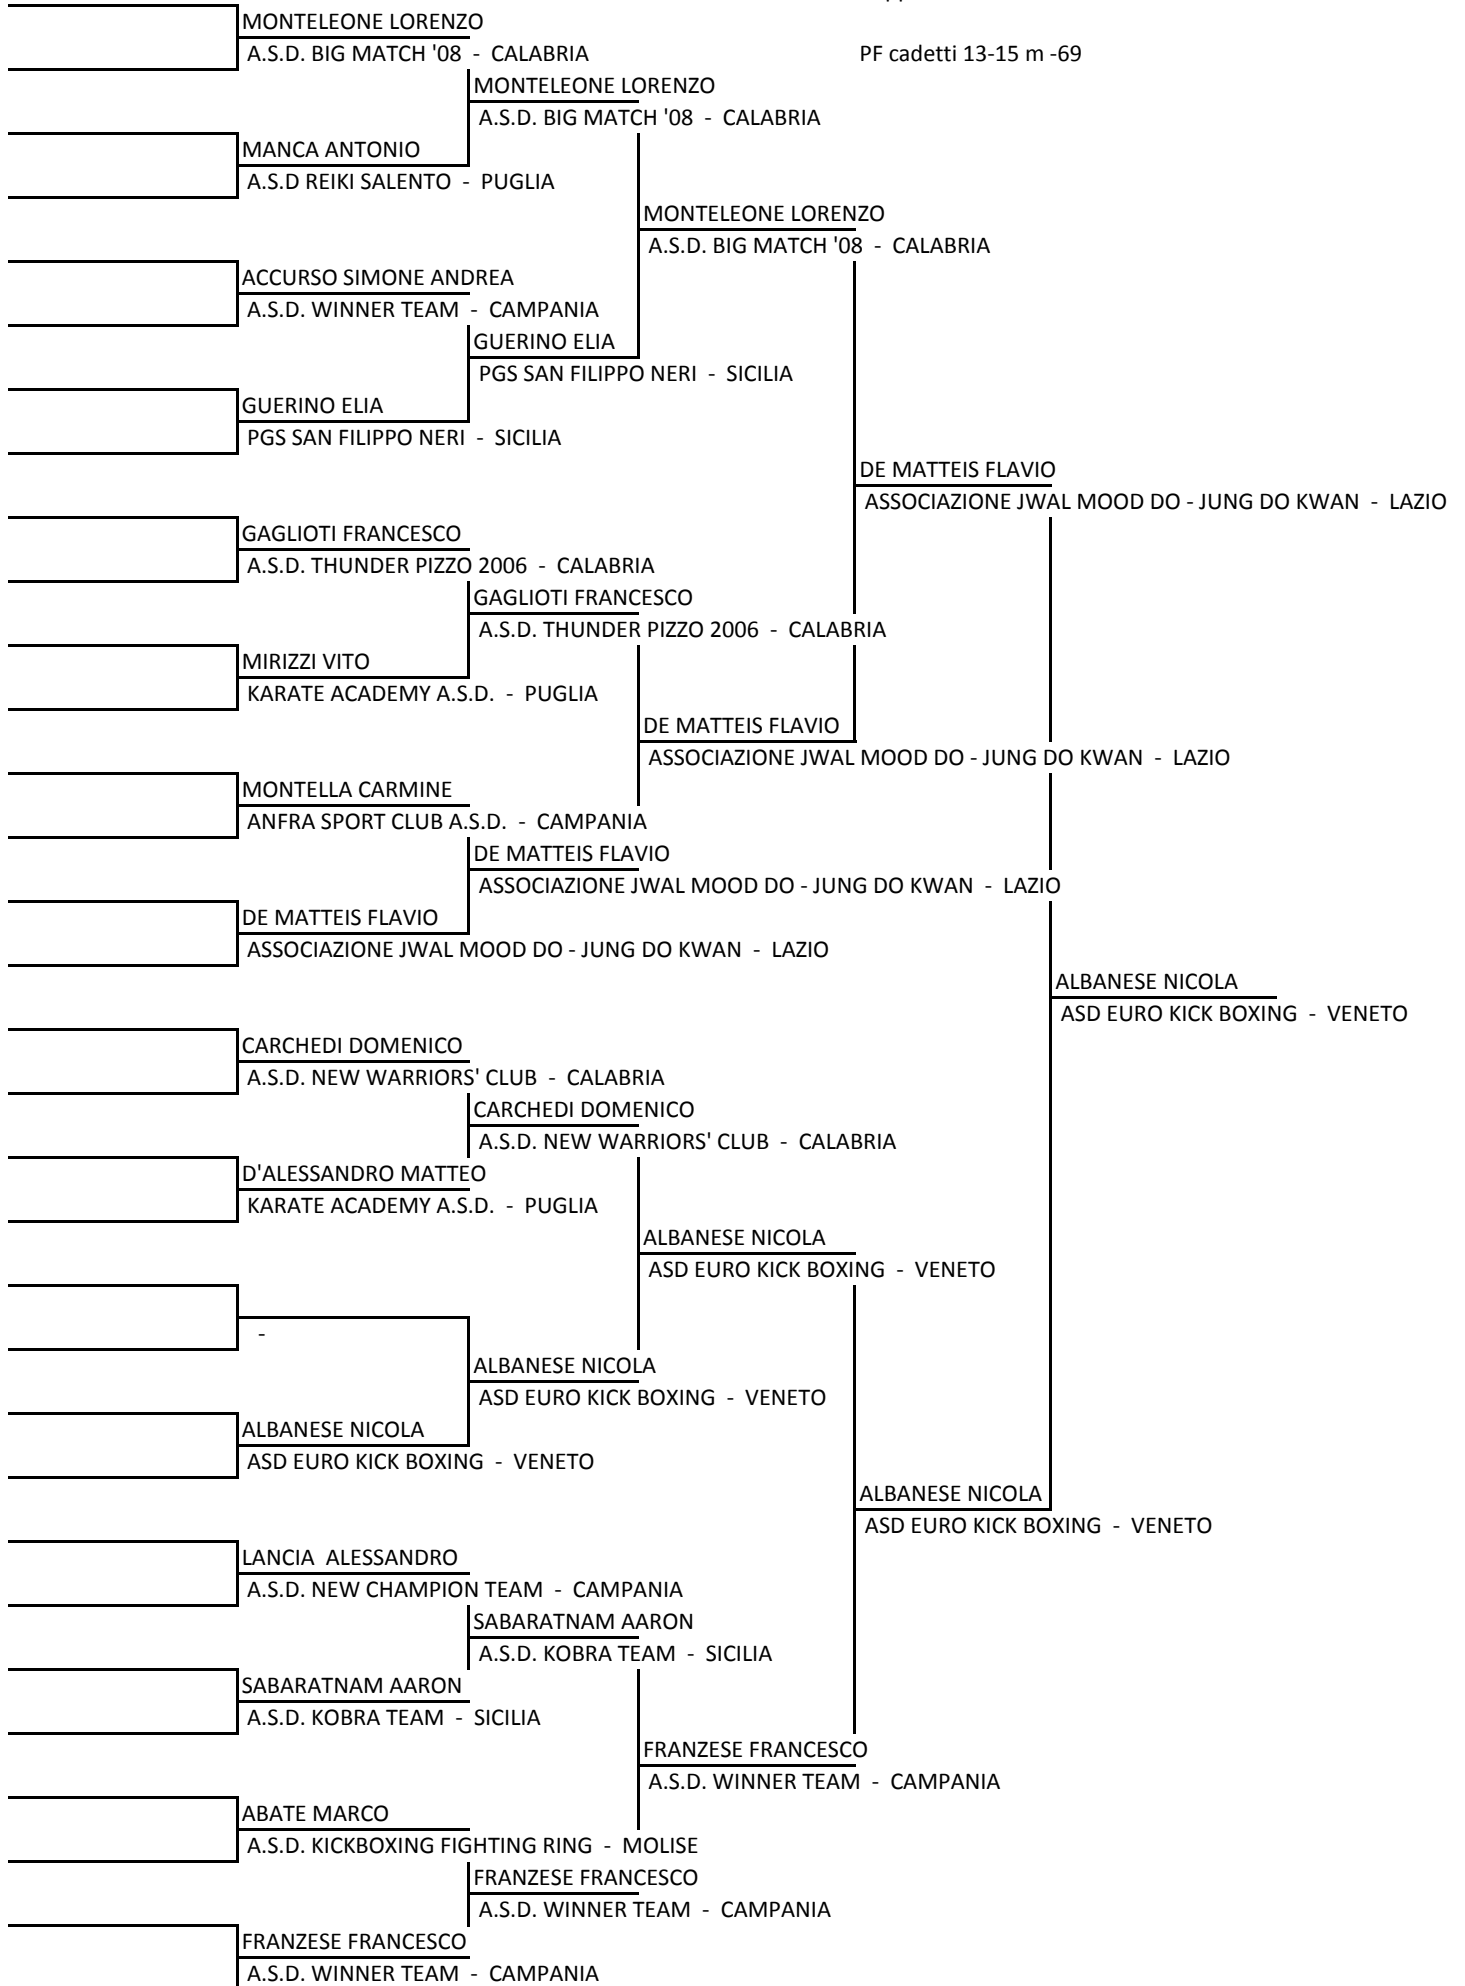 MONTELEONE LORENZO
A.S.D. BIG MATCH '08 - CALABRIA
PF cadetti 13-15 m -69
MONTELEONE LORENZO
A.S.D. BIG MATCH '08 - CALABRIA
MANCA ANTONIO
A.S.D REIKI SALENTO - PUGLIA
MONTELEONE LORENZO
A.S.D. BIG MATCH '08 - CALABRIA
ACCURSO SIMONE ANDREA
A.S.D. WINNER TEAM - CAMPANIA
GUERINO ELIA
PGS SAN FILIPPO NERI - SICILIA
GUERINO ELIA
PGS SAN FILIPPO NERI - SICILIA
DE MATTEIS FLAVIO
ASSOCIAZIONE JWAL MOOD DO - JUNG DO KWAN - LAZIO
GAGLIOTI FRANCESCO
A.S.D. THUNDER PIZZO 2006 - CALABRIA
GAGLIOTI FRANCESCO
A.S.D. THUNDER PIZZO 2006 - CALABRIA
MIRIZZI VITO
KARATE ACADEMY A.S.D. - PUGLIA
DE MATTEIS FLAVIO
ASSOCIAZIONE JWAL MOOD DO - JUNG DO KWAN - LAZIO
MONTELLA CARMINE
ANFRA SPORT CLUB A.S.D. - CAMPANIA
DE MATTEIS FLAVIO
ASSOCIAZIONE JWAL MOOD DO - JUNG DO KWAN - LAZIO
DE MATTEIS FLAVIO
ASSOCIAZIONE JWAL MOOD DO - JUNG DO KWAN - LAZIO
ALBANESE NICOLA
ASD EURO KICK BOXING - VENETO
CARCHEDI DOMENICO
A.S.D. NEW WARRIORS' CLUB - CALABRIA
CARCHEDI DOMENICO
A.S.D. NEW WARRIORS' CLUB - CALABRIA
D'ALESSANDRO MATTEO
KARATE ACADEMY A.S.D. - PUGLIA
ALBANESE NICOLA
ASD EURO KICK BOXING - VENETO
-
ALBANESE NICOLA
ASD EURO KICK BOXING - VENETO
ALBANESE NICOLA
ASD EURO KICK BOXING - VENETO
ALBANESE NICOLA
ASD EURO KICK BOXING - VENETO
LANCIA ALESSANDRO
A.S.D. NEW CHAMPION TEAM - CAMPANIA
SABARATNAM AARON
A.S.D. KOBRA TEAM - SICILIA
SABARATNAM AARON
A.S.D. KOBRA TEAM - SICILIA
FRANZESE FRANCESCO
A.S.D. WINNER TEAM - CAMPANIA
ABATE MARCO
A.S.D. KICKBOXING FIGHTING RING - MOLISE
FRANZESE FRANCESCO
A.S.D. WINNER TEAM - CAMPANIA
FRANZESE FRANCESCO
A.S.D. WINNER TEAM - CAMPANIA